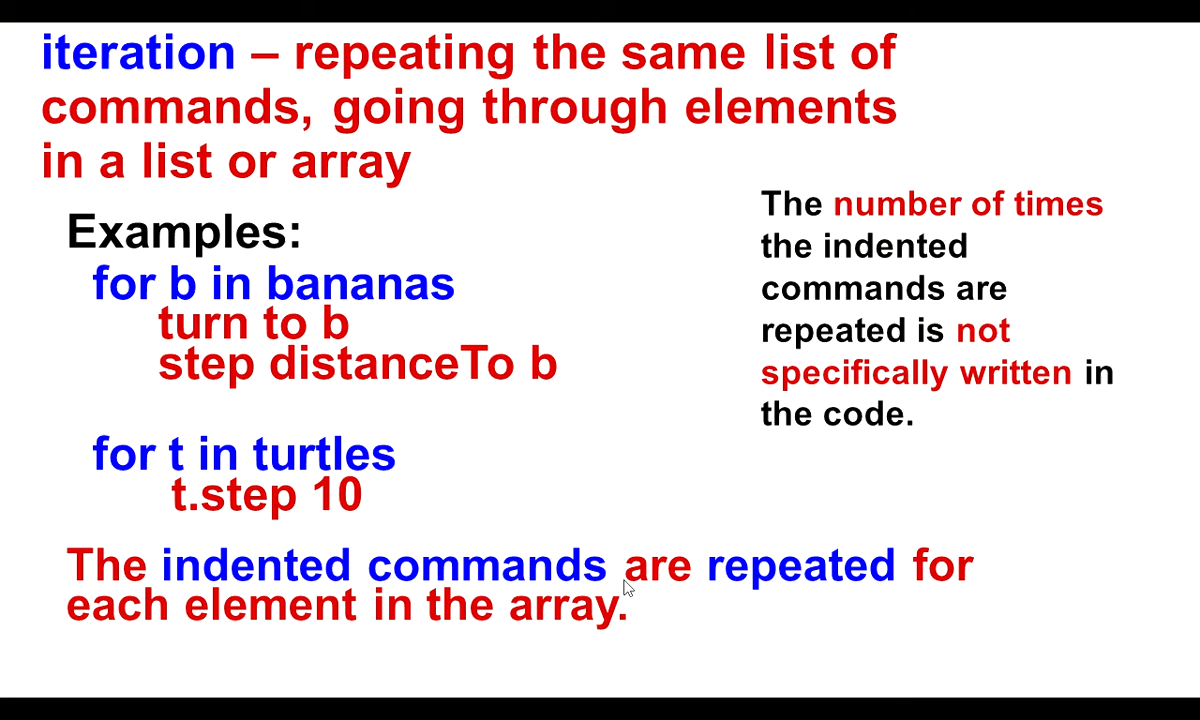 iteration – repeating the same list of
commands, going through elements
in a list or array
Examples:
for b in bananas
turn to b
step distanceTo b
for t in turtles
t.step 10
The number of times
the indented
commands are
repeated is not
specifically written in
the code.
The indented commands are repeated for
each element in the array.